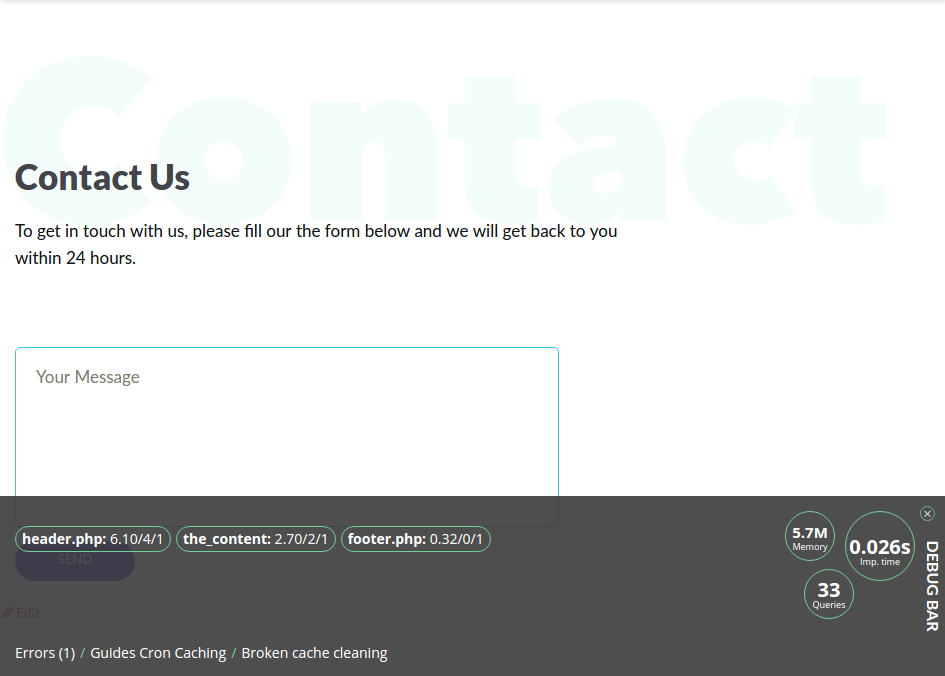 Contact
Contact Us
To get in touch with us, please fill our the form below and we will get back to you
within 24 hours.
Your Message
header.php: 6.10/4/1 the_content: 2.70/2/1 footer.php: 0.32/0/1
SEND
5.7M
Memory
0.026s
Imp. time
33
Queries
DEBUG BAR
Edit
Errors (1) / Guides Cron Caching / Broken cache cleaning